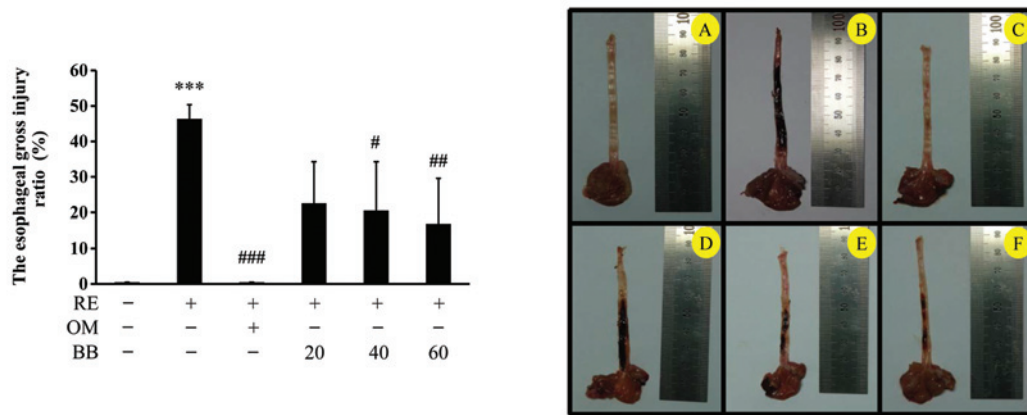 The esophageal gross injury
ratio (%)
60
50
40
30
20
10
0
***
###
#
##
RE − + + + + +
OM − − + − − −
BB − − − 20 40 60
A
B
C
D
E
F